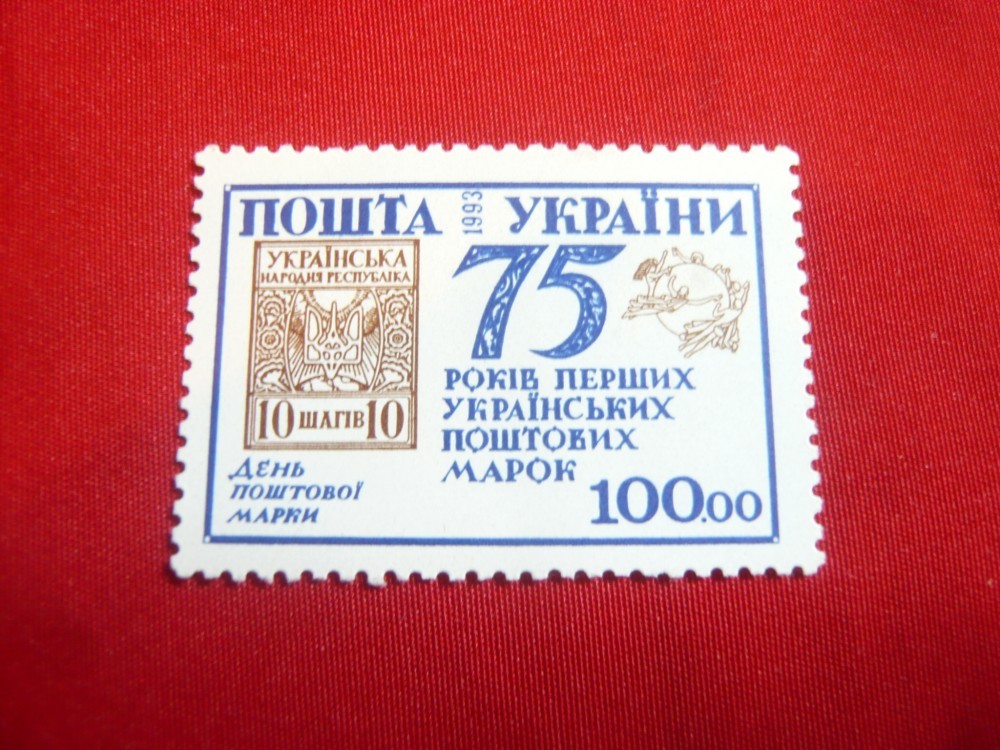 ПОШТА 1993 УКРАЇНИ
УКРАЇНСЬКА
НАРОДНЯ РЕСПУБЛІКА
10 ШАГІВ 10
75
РОКІВ ПЕРШИХ
УКРАЇНСЬКИХ
ПОШТОВИХ
МАРОК
ДЕНЬ
ПОШТОВОЇ
МАРКИ
100.00